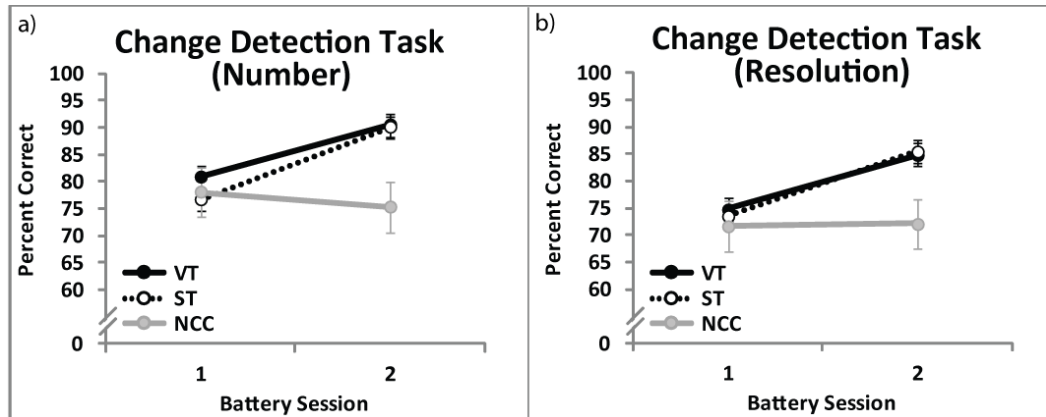 a)
Change Detection Task
(Number)
100
95
90
85
80
75
70
65
60
0
Percent Correct
VT
ST
NCC
1 2
Battery Session
b)
Change Detection Task
(Resolution)
100
95
90
85
80
75
70
65
60
0
Percent Correct
VT
ST
NCC
1 2
Battery Session